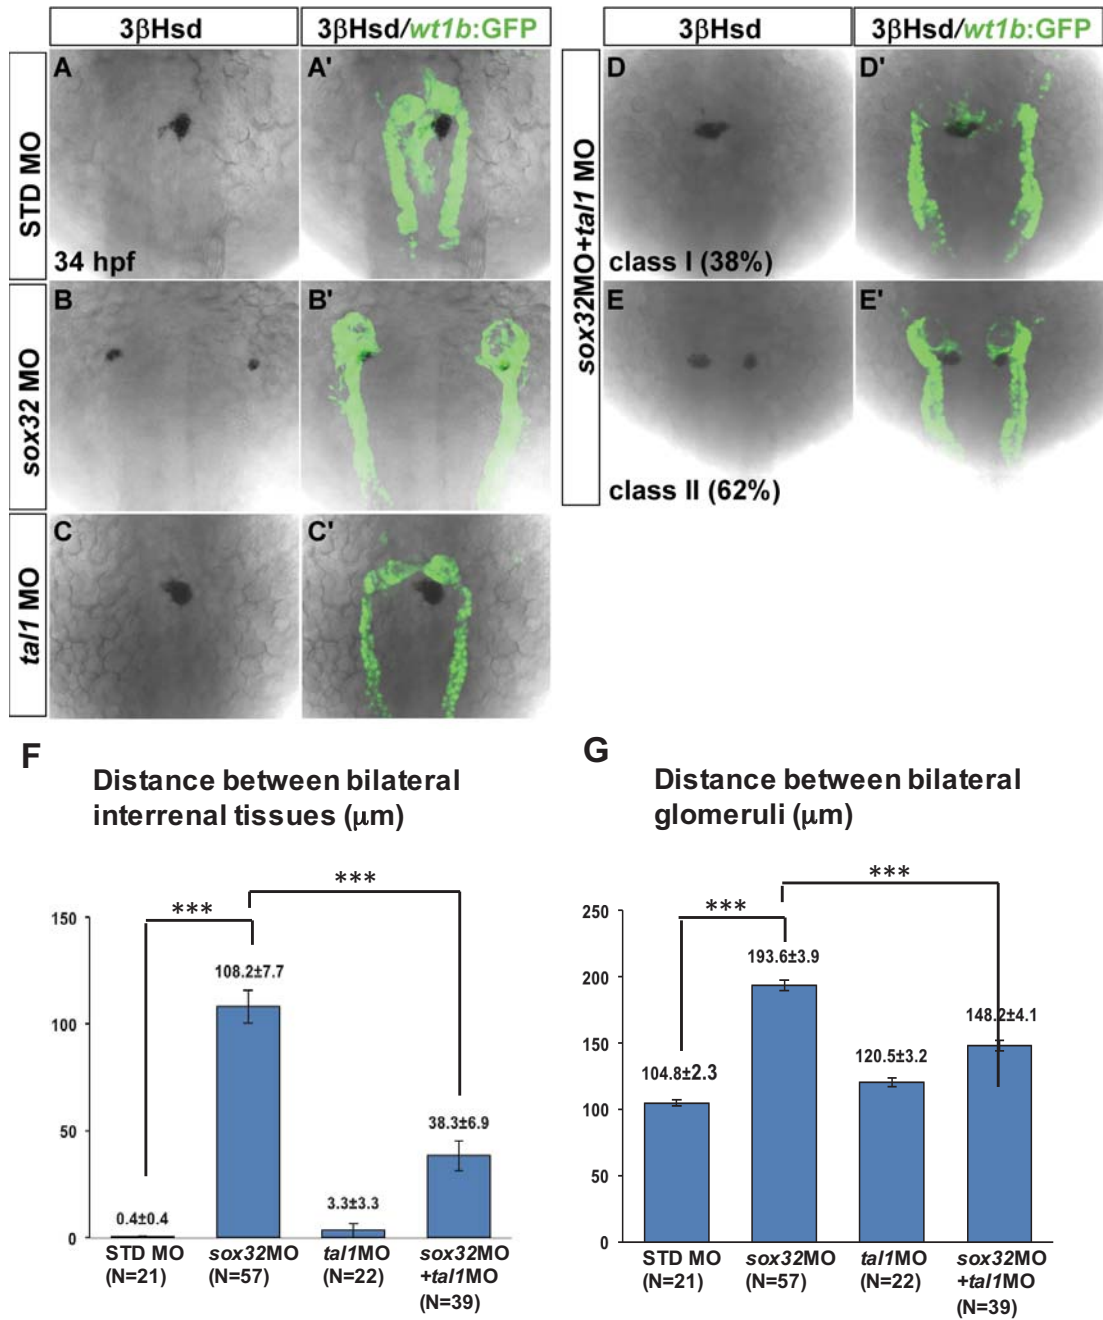 3βHsd
3βHsd/wt1b:GFP
3βHsd
3βHsd/wt1b:GFP
STD MO
A
A'
34 hpf
sox32 MO
B
B'
tal1 MO
C
C'
sox32MO+tal1 MO
D
D'
class I (38%)
E
E'
class II (62%)
F
Distance between bilateral
interrenal tissues (µm)
***
***
150
100
50
0
0.4±0.4
108.2±7.7
3.3±3.3
38.3±6.9
STD MO
(N=21)
sox32MO
(N=57)
tal1MO
(N=22)
sox32MO
+tal1MO
(N=39)
G
Distance between bilateral
glomeruli (µm)
***
***
250
200
150
100
50
0
104.8±2.3
193.6±3.9
120.5±3.2
148.2±4.1
STD MO
(N=21)
sox32MO
(N=57)
tal1MO
(N=22)
sox32MO
+tal1MO
(N=39)